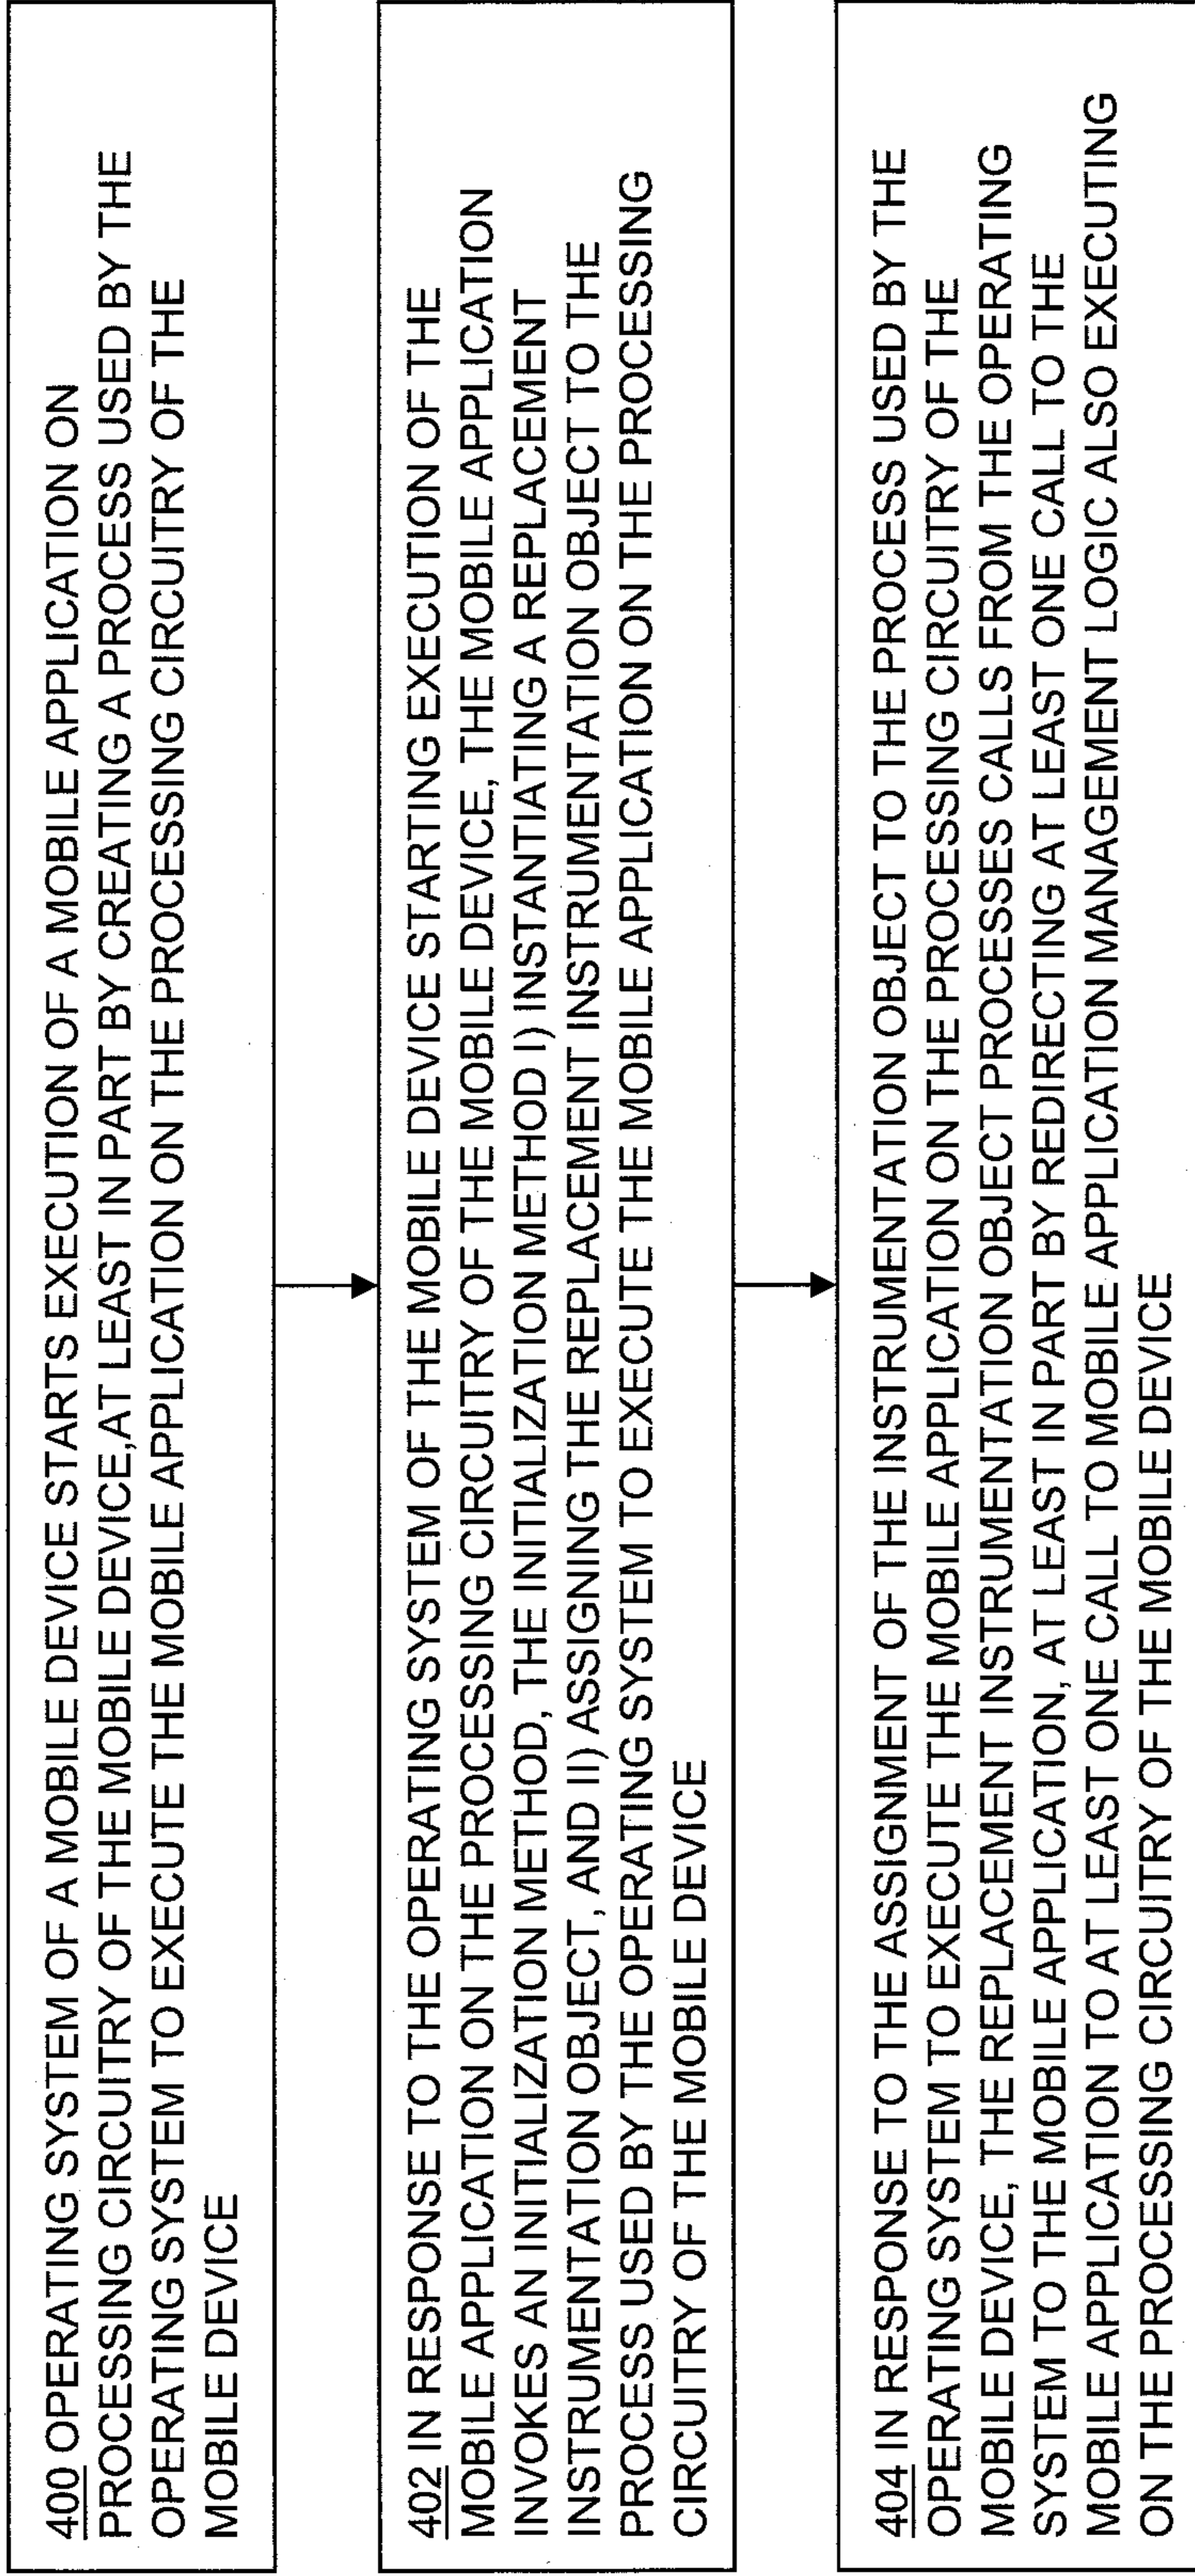 400 OPERATING SYSTEM OF A MOBILE DEVICE STARTS EXECUTION OF A MOBILE APPLICATION ON
PROCESSING CIRCUITRY OF THE MOBILE DEVICE,AT LEAST IN PART BY CREATING A PROCESS USED BY THE
OPERATING SYSTEM TO EXECUTE THE MOBILE APPLICATION ON THE PROCESSING CIRCUITRY OF THE
MOBILE DEVICE
402 IN RESPONSE TO THE OPERATING SYSTEM OF THE MOBILE DEVICE STARTING EXECUTION OF THE
MOBILE APPLICATION ON THE PROCESSING CIRCUITRY OF THE MOBILE DEVICE, THE MOBILE APPLICATION
INVOKES AN INITIALIZATION METHOD, THE INITIALIZATION METHOD I) INSTANTIATING A REPLACEMENT
INSTRUMENTATION OBJECT, AND II) ASSIGNING THE REPLACEMENT INSTRUMENTATION OBJECT TO THE
PROCESS USED BY THE OPERATING SYSTEM TO EXECUTE THE MOBILE APPLICATION ON THE PROCESSING
CIRCUITRY OF THE MOBILE DEVICE
404 IN RESPONSE TO THE ASSIGNMENT OF THE INSTRUMENTATION OBJECT TO THE PROCESS USED BY THE
OPERATING SYSTEM TO EXECUTE THE MOBILE APPLICATION ON THE PROCESSING CIRCUITRY OF THE
MOBILE DEVICE, THE REPLACEMENT INSTRUMENTATION OBJECT PROCESSES CALLS FROM THE OPERATING
SYSTEM TO THE MOBILE APPLICATION, AT LEAST IN PART BY REDIRECTING AT LEAST ONE CALL TO THE
MOBILE APPLICATION TO AT LEAST ONE CALL TO MOBILE APPLICATION MANAGEMENT LOGIC ALSO EXECUTING
ON THE PROCESSING CIRCUITRY OF THE MOBILE DEVICE